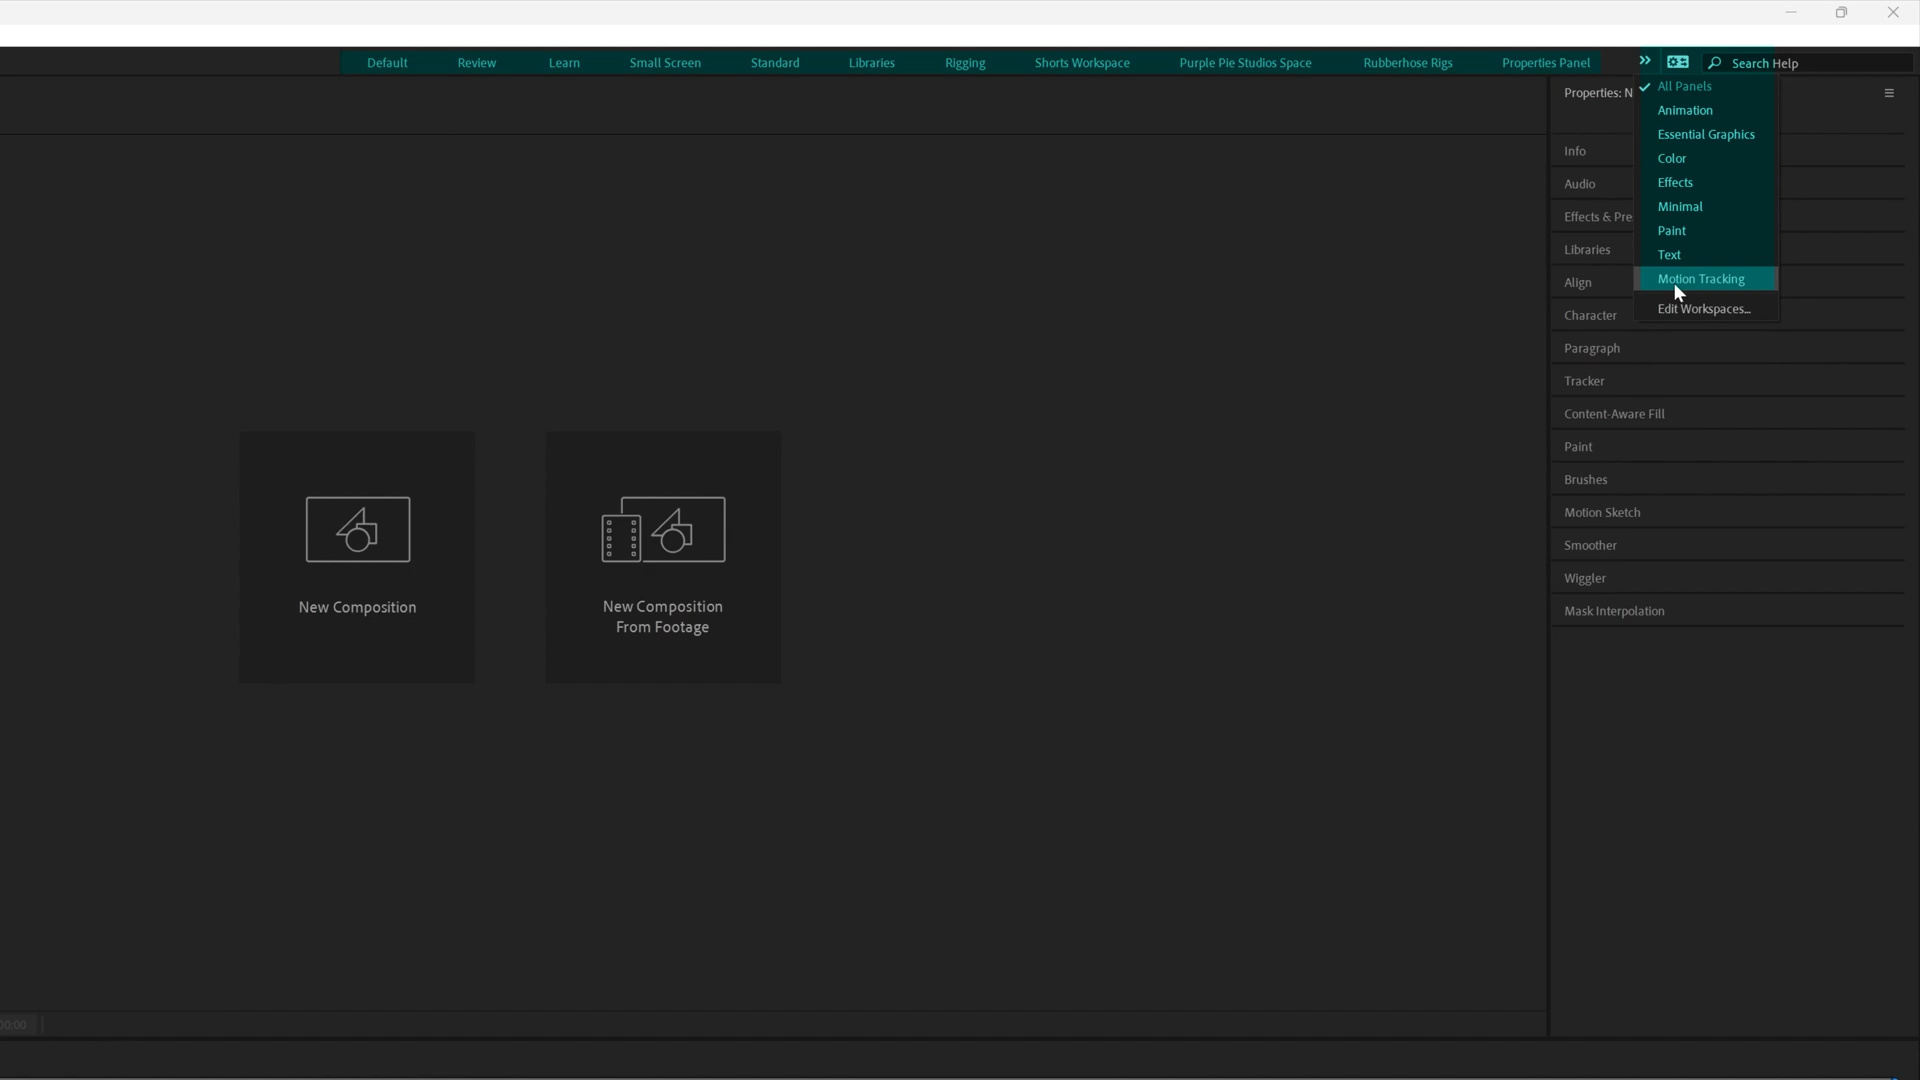 Default Review Learn Small Screen Standard Libraries Rigging Shorts Workspace Purple Pie Studios Space Rubberhose Rigs Properties Panel Search Help
Properties: N
All Panels
Animation
Essential Graphics
Color
Effects
Minimal
Paint
Text
Motion Tracking
Edit Workspaces...
Info
Audio
Effects & Pre
Libraries
Align
Character
Paragraph
Tracker
Content-Aware Fill
Paint
Brushes
Motion Sketch
Smoother
Wiggler
Mask Interpolation
New Composition
New Composition
From Footage
00:00